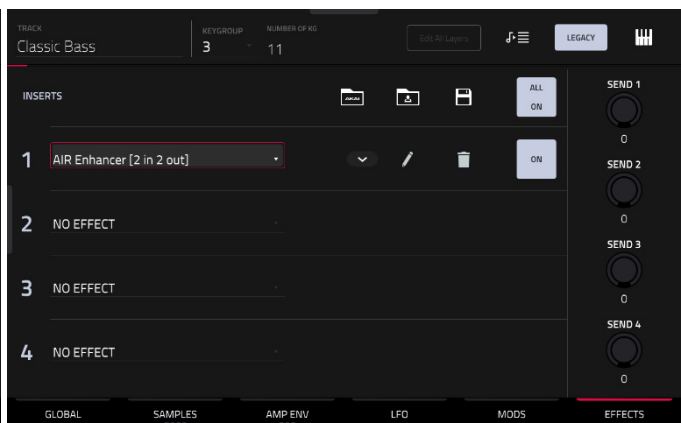 TRACK KEYGROUP NUMBER OF KG
Classic Bass 3 11 Edit All Layers LEGACY
INSERTS AKAI ALL ON SEND 1
0
1 AIR Enhancer [2 in 2 out] ON SEND 2
0
2 NO EFFECT
SEND 3
3 NO EFFECT 0
SEND 4
4 NO EFFECT
0
GLOBAL SAMPLES AMP ENV LFO MODS EFFECTS